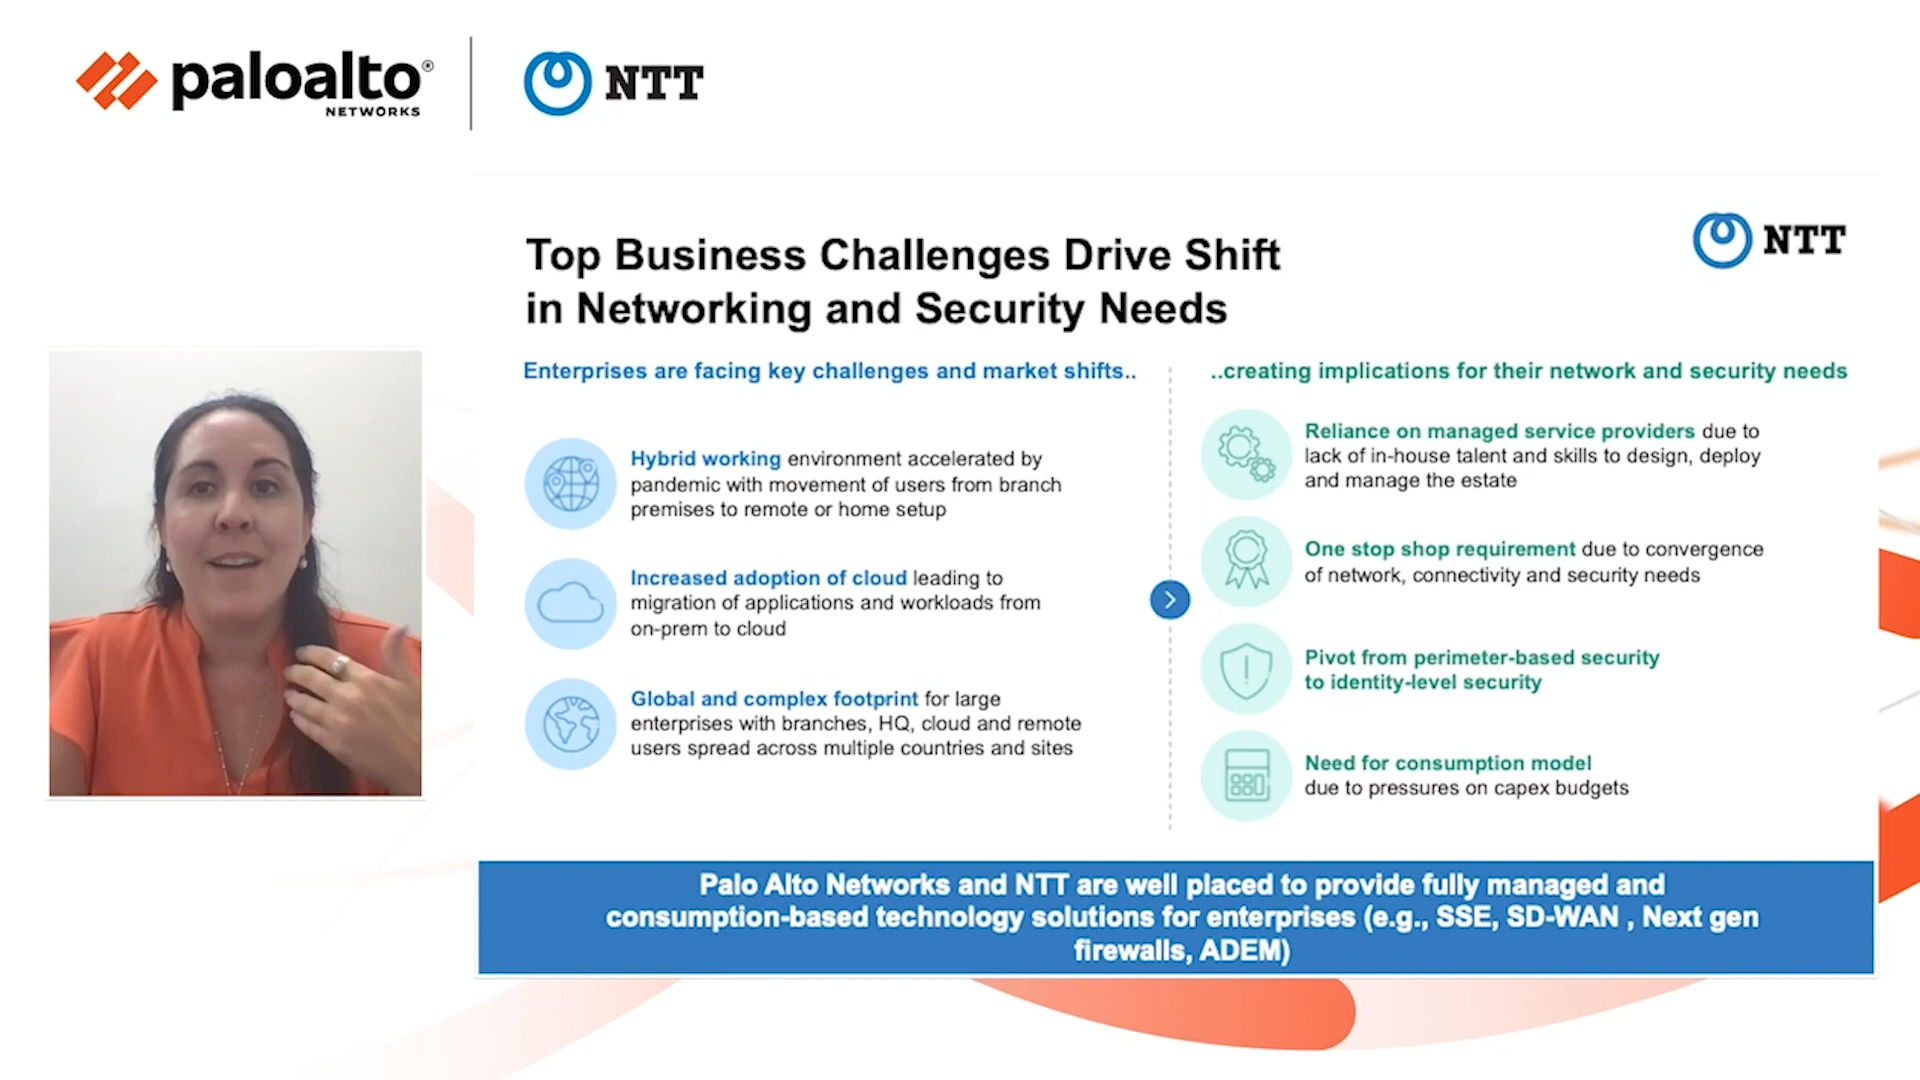 paloalto®
NETWORKS
NTT
NTT
Top Business Challenges Drive Shift
in Networking and Security Needs
Enterprises are facing key challenges and market shifts..
Hybrid working environment accelerated by
pandemic with movement of users from branch
premises to remote or home setup
Increased adoption of cloud leading to
migration of applications and workloads from
on-prem to cloud
Global and complex footprint for large
enterprises with branches, HQ, cloud and remote
users spread across multiple countries and sites
..creating implications for their network and security needs
Reliance on managed service providers due to
lack of in-house talent and skills to design, deploy
and manage the estate
One stop shop requirement due to convergence
of network, connectivity and security needs
Pivot from perimeter-based security
to identity-level security
Need for consumption model
due to pressures on capex budgets
Palo Alto Networks and NTT are well placed to provide fully managed and
consumption-based technology solutions for enterprises (e.g., SSE, SD-WAN , Next gen
firewalls, ADEM)